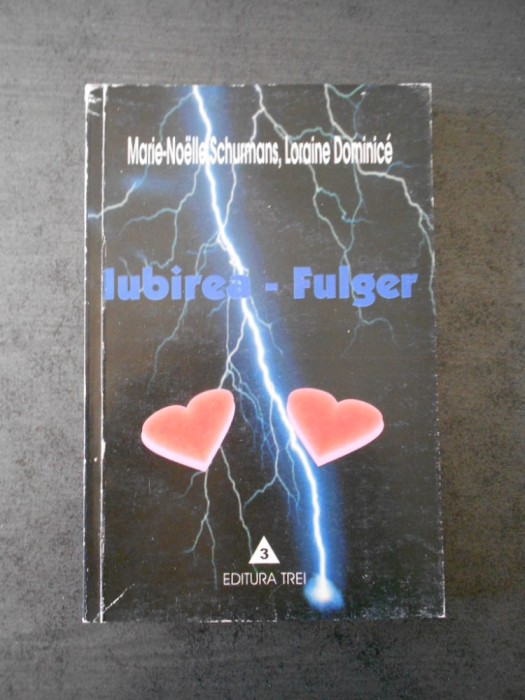 Marie-Noëlle Schurmans, Loraine Dominicé
Iubirea - Fulger
3
EDITURA TREI